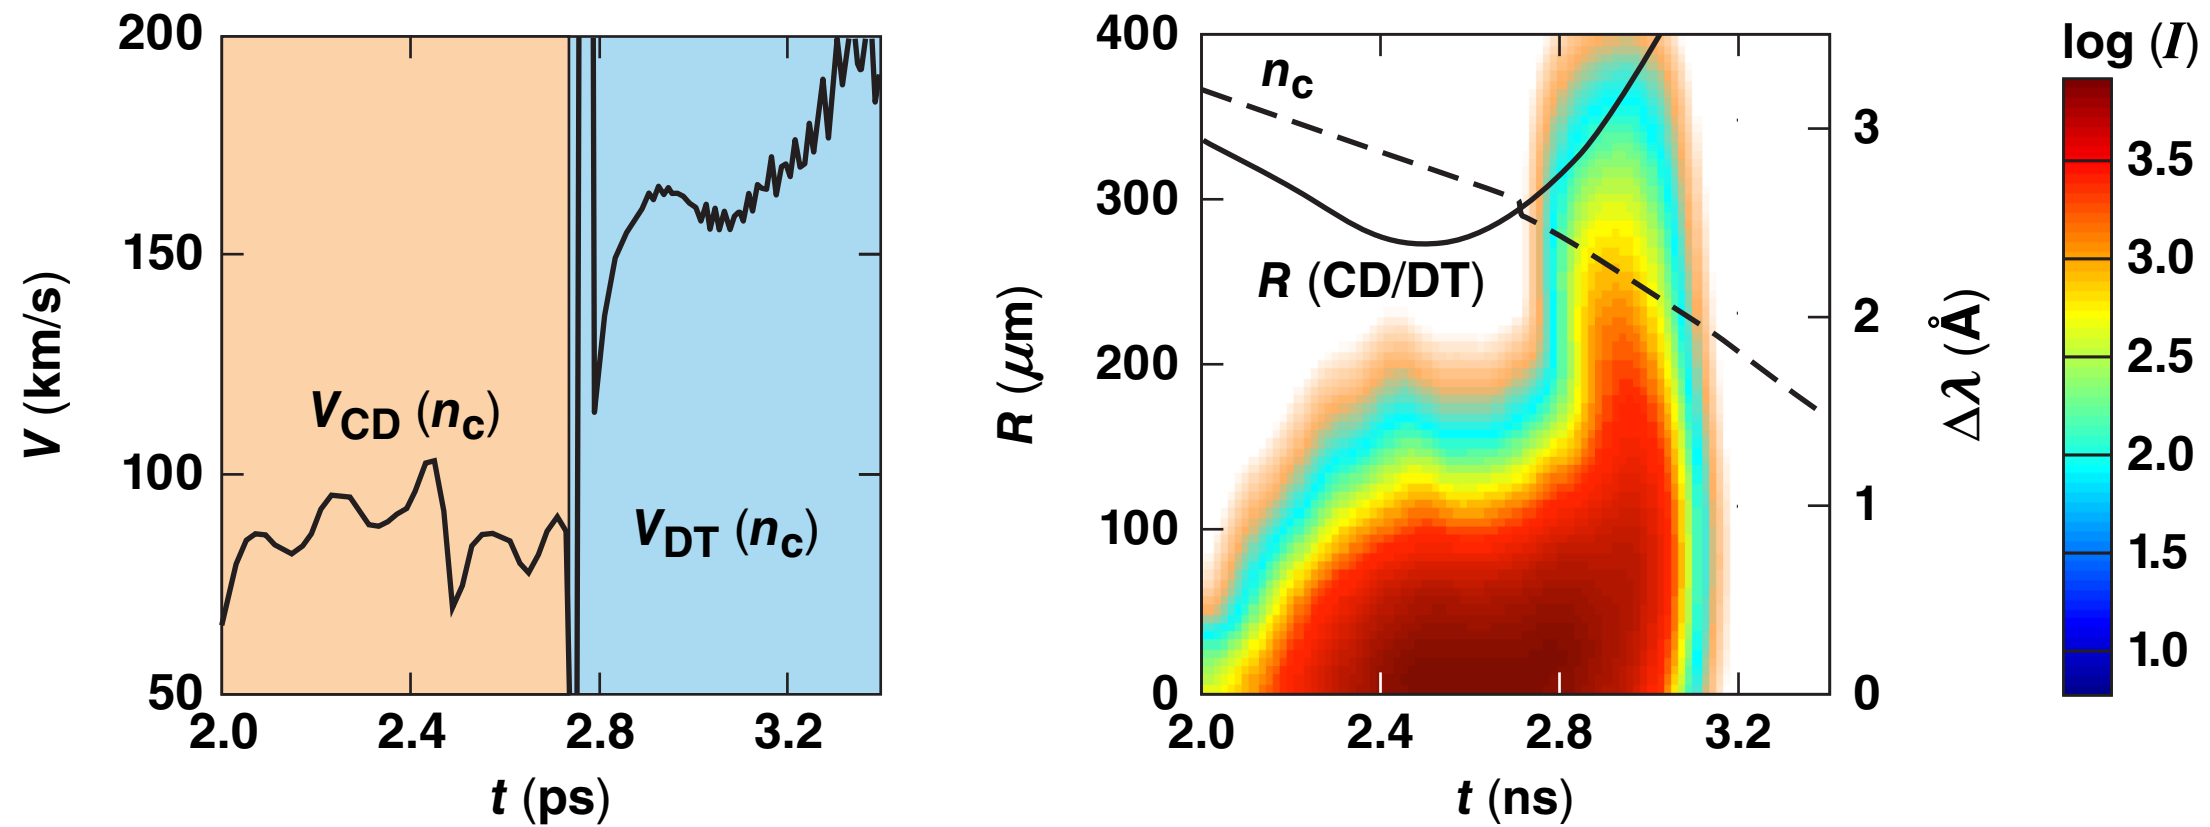 200
150
100
50
V (km/s)
V_CD (n_c)
V_DT (n_c)
2.0 2.4 2.8 3.2
t (ps)
400
300
200
100
0
R (μm)
n_c
R (CD/DT)
3
2
1
0
Δλ (Å)
2.0 2.4 2.8 3.2
t (ns)
log (I)
3.5
3.0
2.5
2.0
1.5
1.0